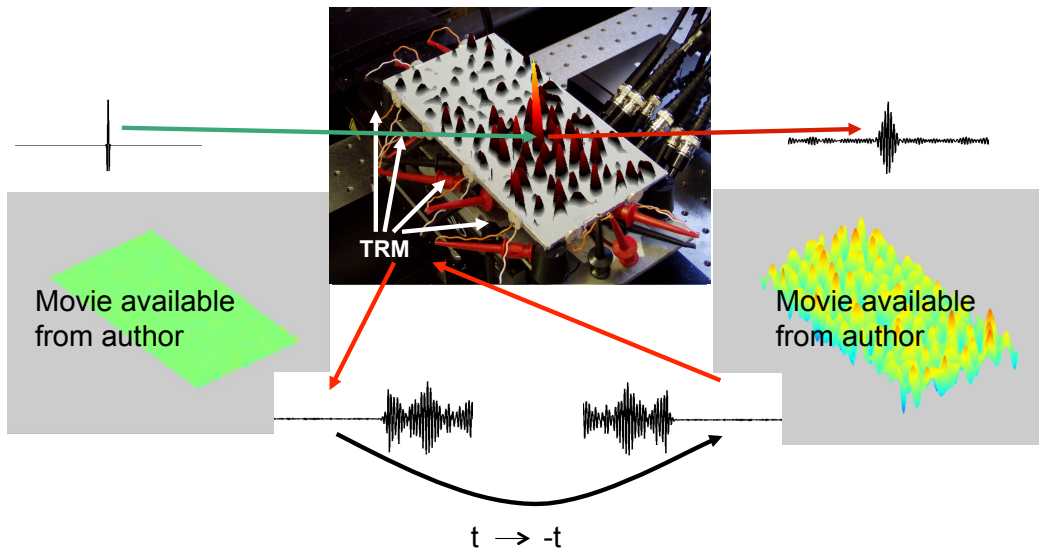 TRM
Movie available
from author
Movie available
from author
t → -t